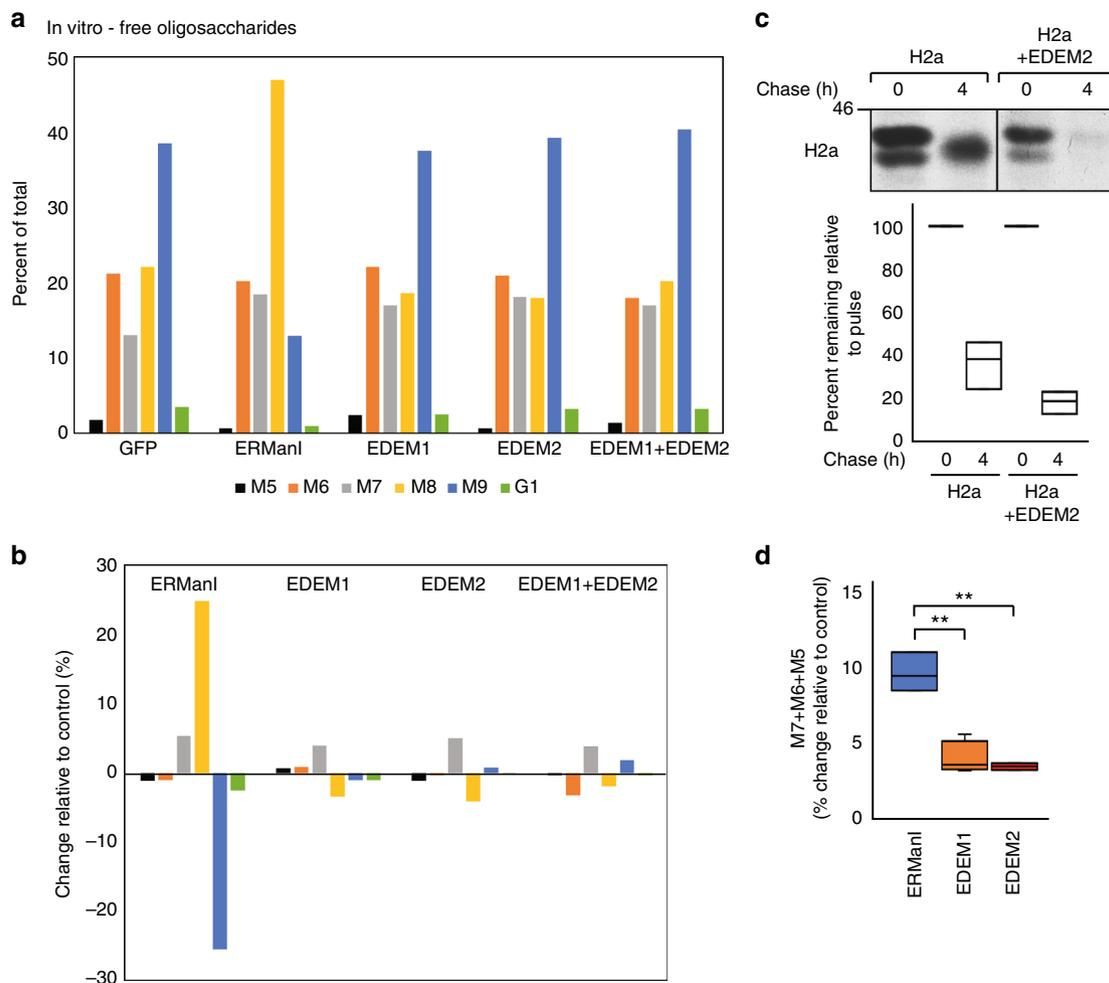 a
In vitro - free oligosaccharides
Percent of total
50
40
30
20
10
0
GFP
ERManI
EDEM1
EDEM2
EDEM1+EDEM2
M5 M6 M7 M8 M9 G1
b
Change relative to control (%)
30
20
10
0
–10
–20
–30
ERManI
EDEM1
EDEM2
EDEM1+EDEM2
c
H2a
H2a
+EDEM2
Chase (h) 0 4 0 4
46
H2a
Percent remaining relative
to pulse
100
80
60
40
20
0
Chase (h) 0 4 0 4
H2a
H2a
+EDEM2
d
M7+M6+M5
(% change relative to control)
15
10
5
0
**
**
ERManI
EDEM1
EDEM2